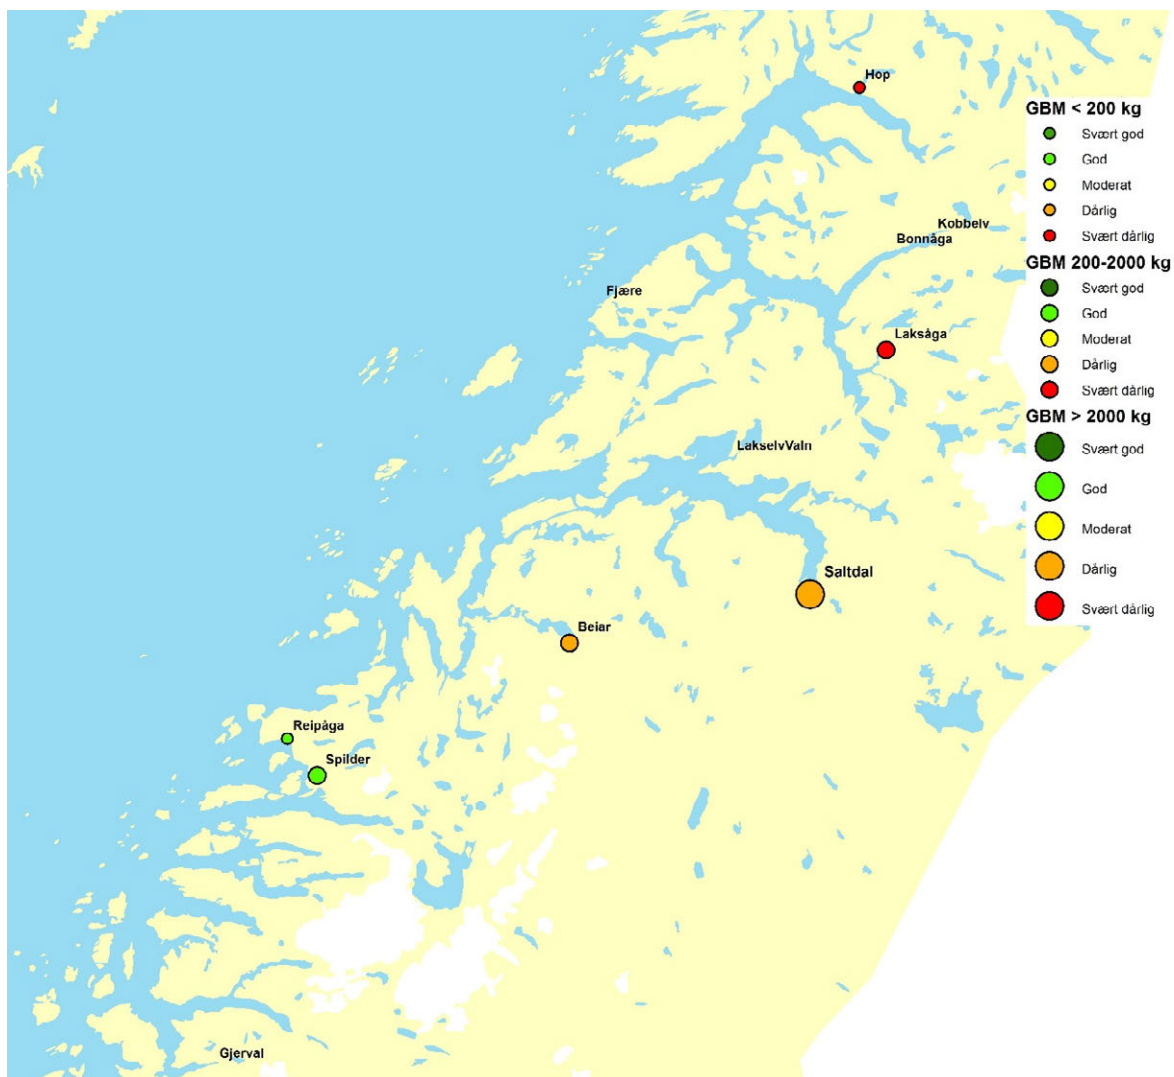 Hop
GBM < 200 kg
Svært god
God
Moderat
Dårlig
Svært dårlig
Kobbelv
Bonnåga
GBM 200-2000 kg
Svært god
God
Moderat
Dårlig
Svært dårlig
Fjære
Laksåga
GBM > 2000 kg
Svært god
God
Moderat
Dårlig
Svært dårlig
LakselvValn
Saltdal
Beiar
Reipåga
Spilder
Gjerval